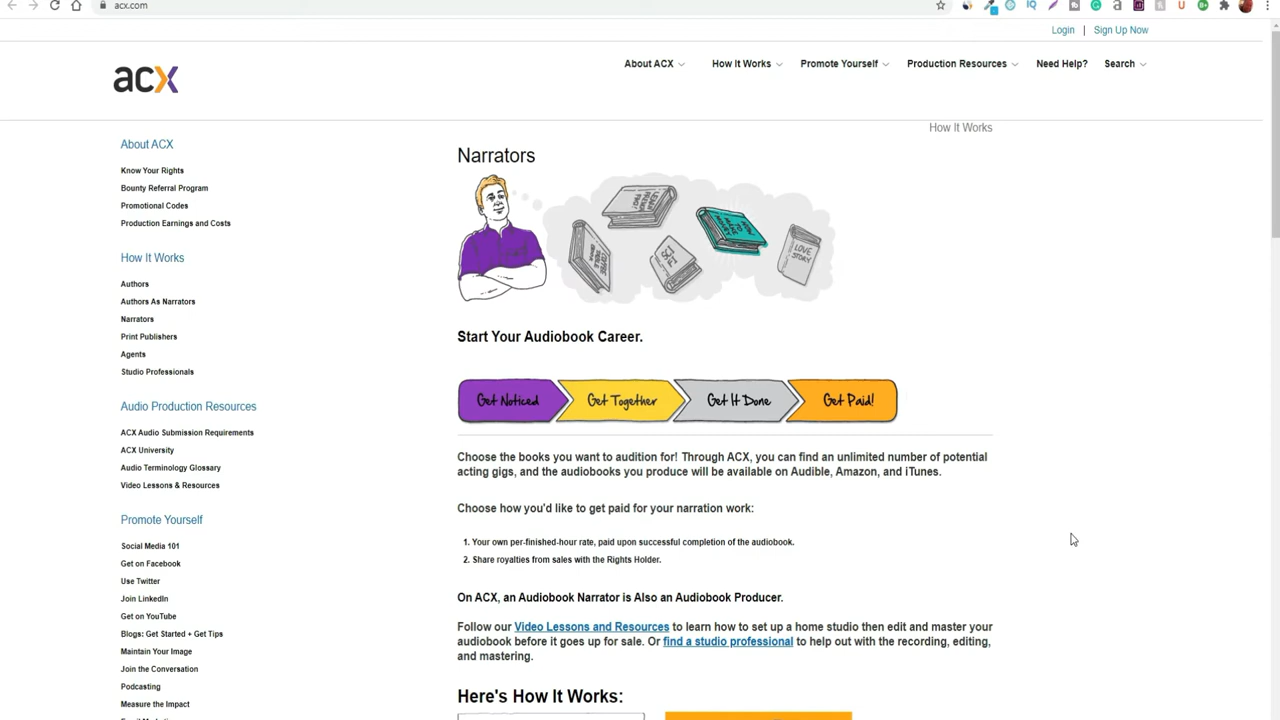 acx.com
Login | Sign Up Now
acx
About ACX
How It Works
Promote Yourself
Production Resources
Need Help?
Search
How It Works
About ACX
Know Your Rights
Bounty Referral Program
Promotional Codes
Production Earnings and Costs
How It Works
Authors
Authors As Narrators
Narrators
Print Publishers
Agents
Studio Professionals
Audio Production Resources
ACX Audio Submission Requirements
ACX University
Audio Terminology Glossary
Video Lessons & Resources
Promote Yourself
Social Media 101
Get on Facebook
Use Twitter
Join LinkedIn
Get on YouTube
Blogs: Get Started + Get Tips
Maintain Your Image
Join the Conversation
Podcasting
Measure the Impact
Narrators
LOVE
STORY
Start Your Audiobook Career.
Get Noticed
Get Together
Get It Done
Get Paid!
Choose the books you want to audition for! Through ACX, you can find an unlimited number of potential
acting gigs, and the audiobooks you produce will be available on Audible, Amazon, and iTunes.
Choose how you'd like to get paid for your narration work:
1. Your own per-finished-hour rate, paid upon successful completion of the audiobook.
2. Share royalties from sales with the Rights Holder.
On ACX, an Audiobook Narrator is Also an Audiobook Producer.
Follow our Video Lessons and Resources to learn how to set up a home studio then edit and master your
audiobook before it goes up for sale. Or find a studio professional to help out with the recording, editing,
and mastering.
Here's How It Works: